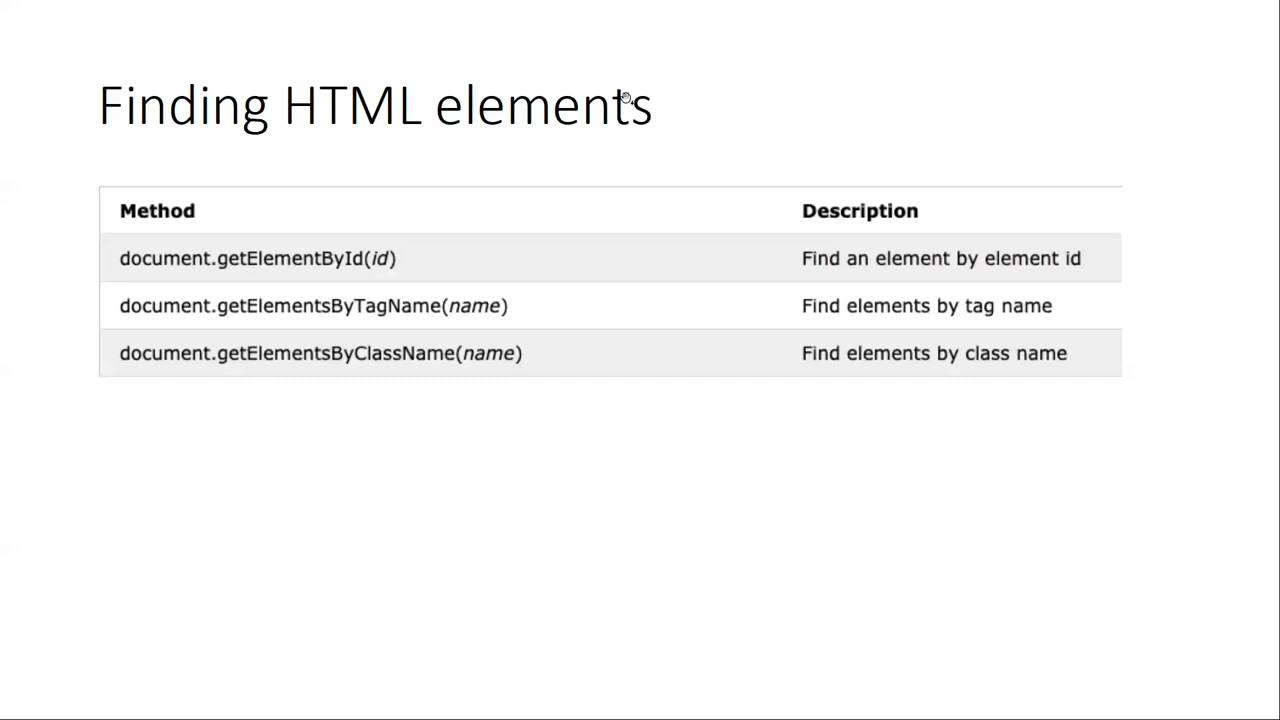 Finding HTML elements
Method Description
document.getElementById(id) Find an element by element id
document.getElementsByTagName(name) Find elements by tag name
document.getElementsByClassName(name) Find elements by class name